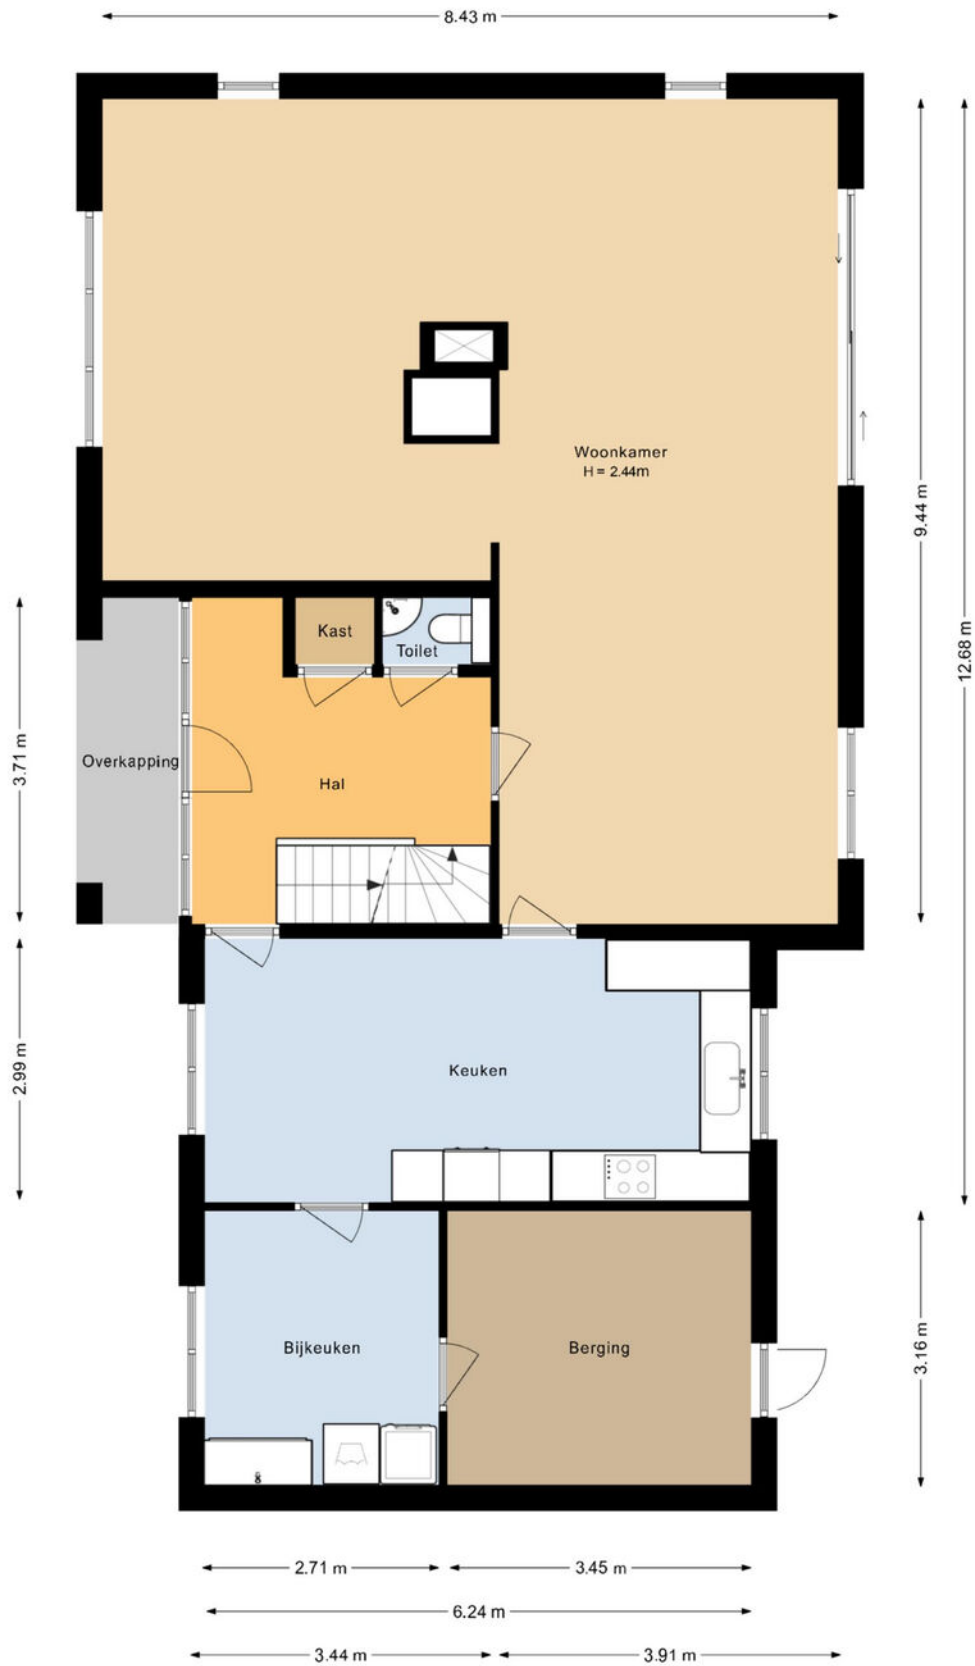 8.43 m
Woonkamer
H = 2.44m
9.44 m
12.68 m
Kast
Toilet
Overkapping
Hal
3.71 m
Keuken
2.99 m
Bijkeuken
Berging
3.16 m
2.71 m
3.45 m
6.24 m
3.44 m
3.91 m